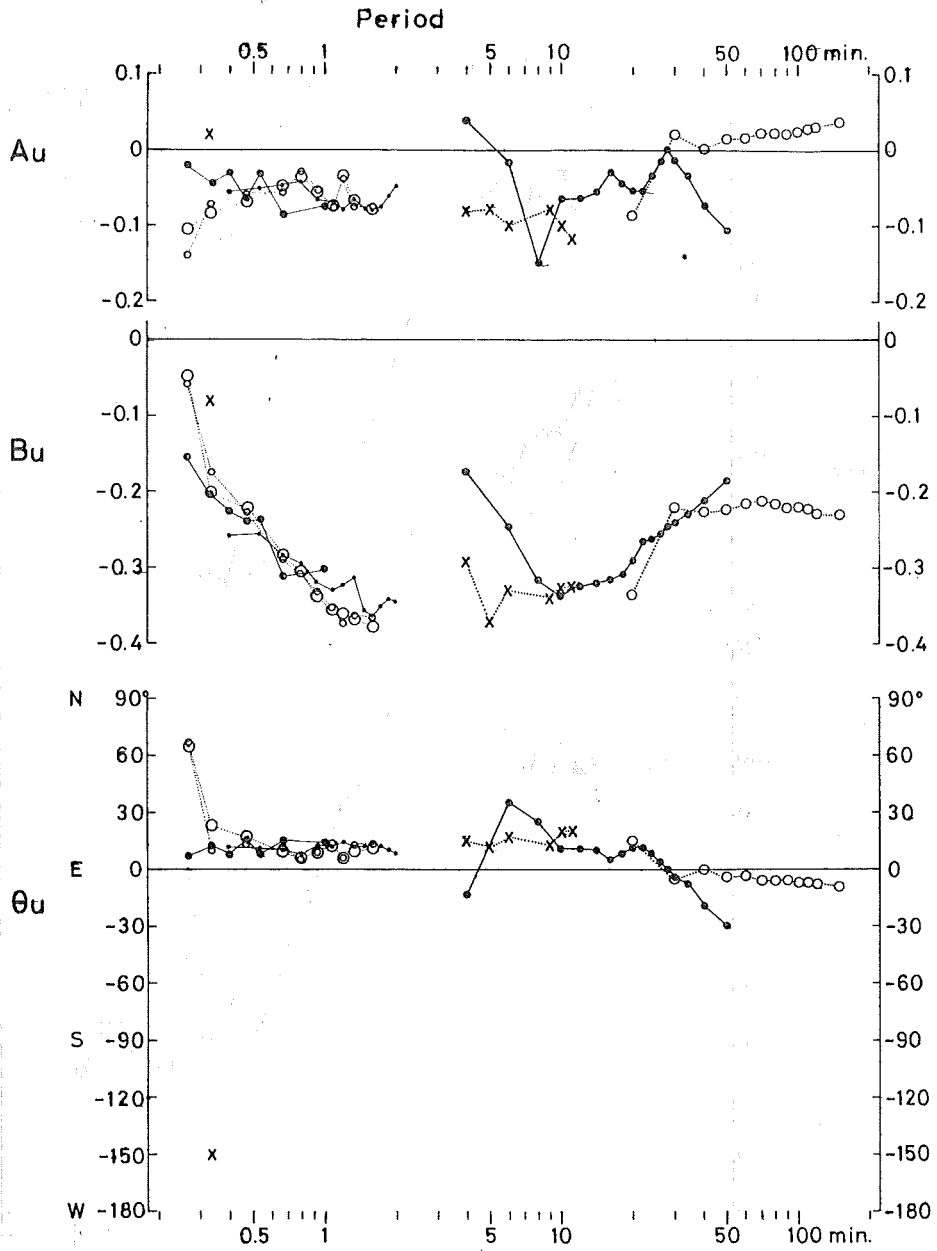 Period
0.5 1 5 10 50 100 min.
0.1 0.1
Au 0 0
-0.1 -0.1
-0.2 -0.2
0 0
-0.1 -0.1
Bu -0.2 -0.2
-0.3 -0.3
-0.4 -0.4
N 90° 90°
60 60
30 30
E 0 0
θu
-30 -30
-60 -60
S -90 -90
-120 -120
-150 -150
W -180 -180
0.5 1 5 10 50 100 min.